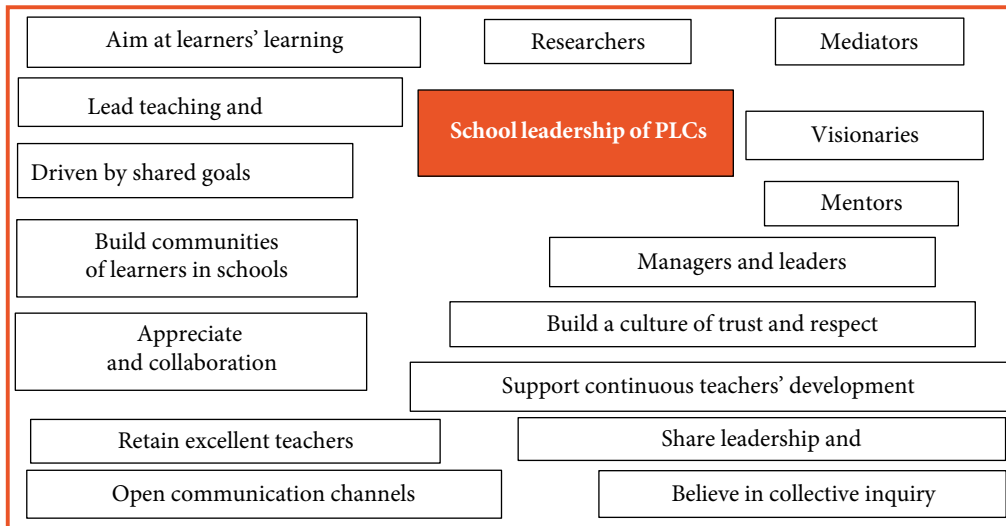 Aim at learners’ learning
Researchers
Mediators
Lead teaching and
School leadership of PLCs
Visionaries
Driven by shared goals
Mentors
Build communities
of learners in schools
Managers and leaders
Appreciate
and collaboration
Build a culture of trust and respect
Support continuous teachers’ development
Retain excellent teachers
Share leadership and
Open communication channels
Believe in collective inquiry